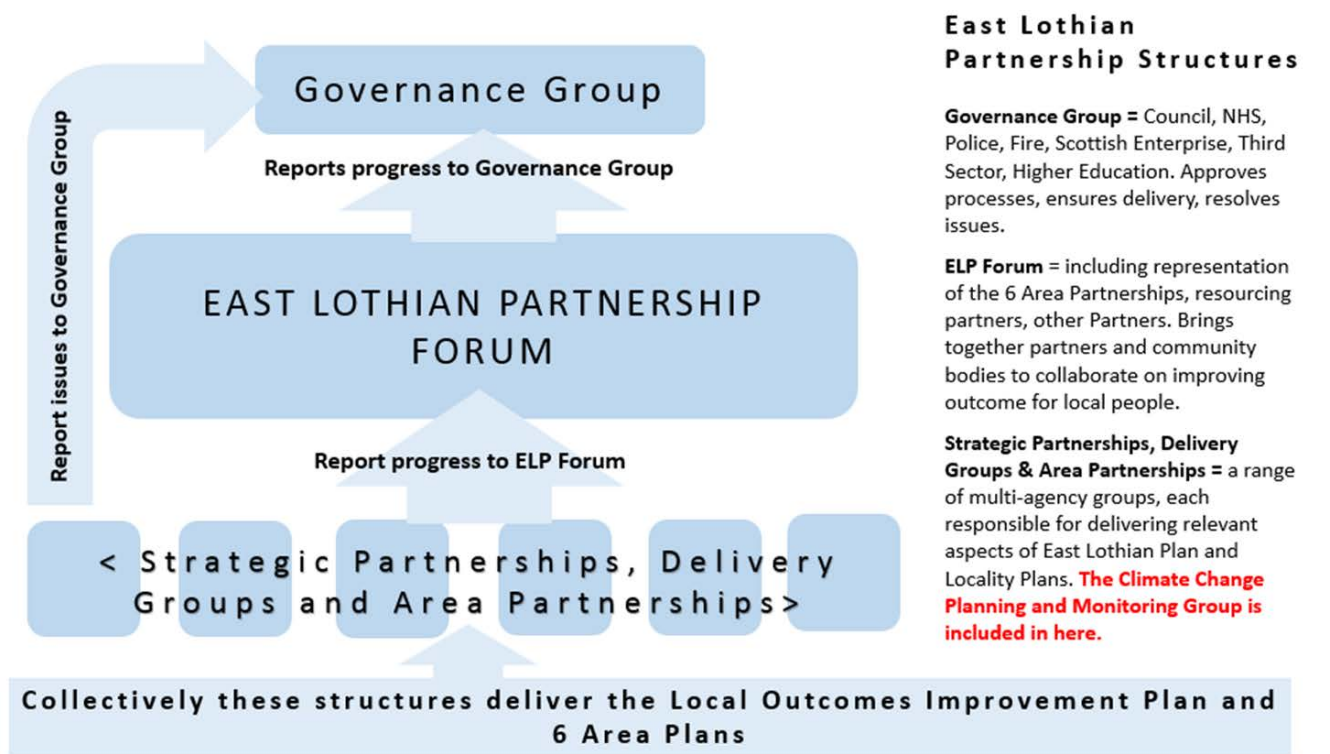 Governance Group
Report issues to Governance Group
Reports progress to Governance Group
EAST LOTHIAN PARTNERSHIP
FORUM
Report progress to ELP Forum
< Strategic Partnerships, Delivery
Groups and Area Partnerships>
Collectively these structures deliver the Local Outcomes Improvement Plan and
6 Area Plans
East Lothian
Partnership Structures
Governance Group = Council, NHS,
Police, Fire, Scottish Enterprise, Third
Sector, Higher Education. Approves
processes, ensures delivery, resolves
issues.
ELP Forum = including representation
of the 6 Area Partnerships, resourcing
partners, other Partners. Brings
together partners and community
bodies to collaborate on improving
outcome for local people.
Strategic Partnerships, Delivery
Groups & Area Partnerships = a range
of multi-agency groups, each
responsible for delivering relevant
aspects of East Lothian Plan and
Locality Plans. The Climate Change
Planning and Monitoring Group is
included in here.